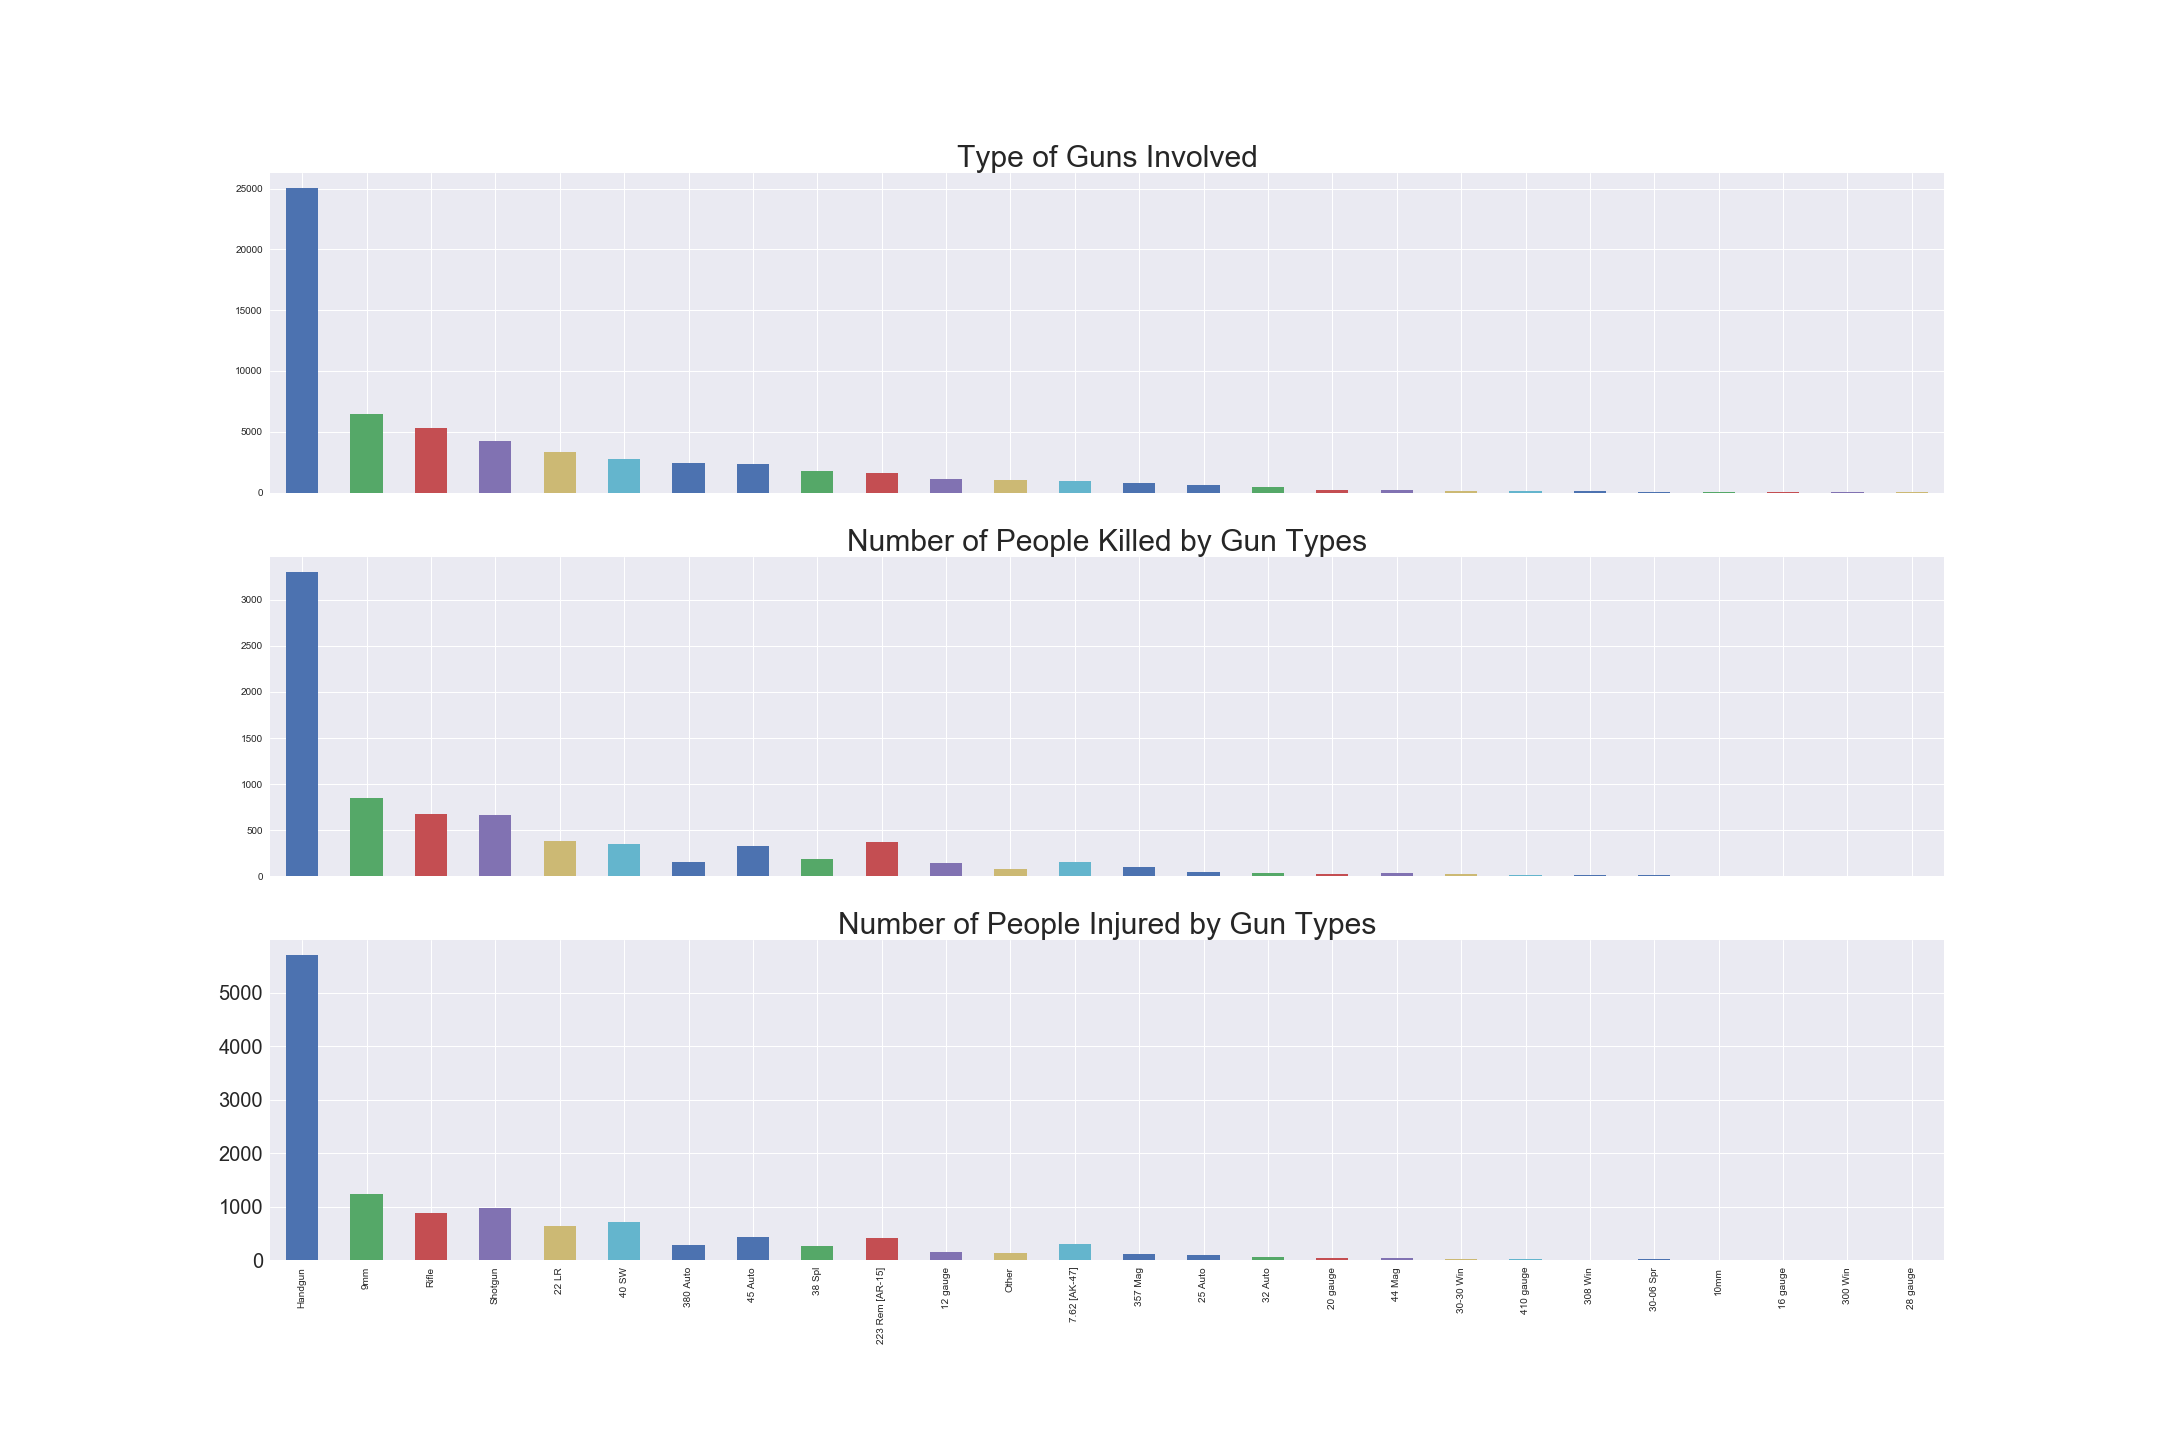 Type of Guns Involved
25000
20000
15000
10000
5000
0
Number of People Killed by Gun Types
3000
2500
2000
1500
1000
500
0
Number of People Injured by Gun Types
5000
4000
3000
2000
1000
0
Handgun
9mm
Rifle
Shotgun
22 LR
40 SW
380 Auto
45 Auto
38 Spl
223 Rem [AR-15]
12 gauge
Other
7.62 [AK-47]
357 Mag
25 Auto
32 Auto
20 gauge
44 Mag
30-30 Win
410 gauge
308 Win
30-06 Spr
10mm
16 gauge
300 Win
28 gauge